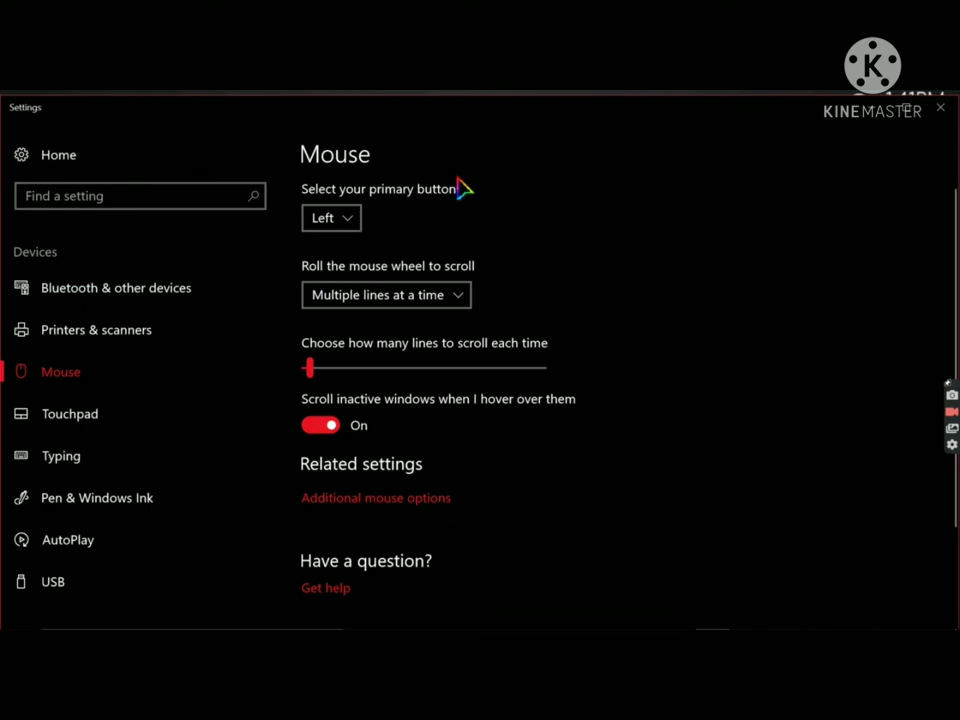 K
KINEMASTER
Settings
Home
Find a setting
Devices
Bluetooth & other devices
Printers & scanners
Mouse
Touchpad
Typing
Pen & Windows Ink
AutoPlay
USB
Mouse
Select your primary button
Left
Roll the mouse wheel to scroll
Multiple lines at a time
Choose how many lines to scroll each time
Scroll inactive windows when I hover over them
On
Related settings
Additional mouse options
Have a question?
Get help